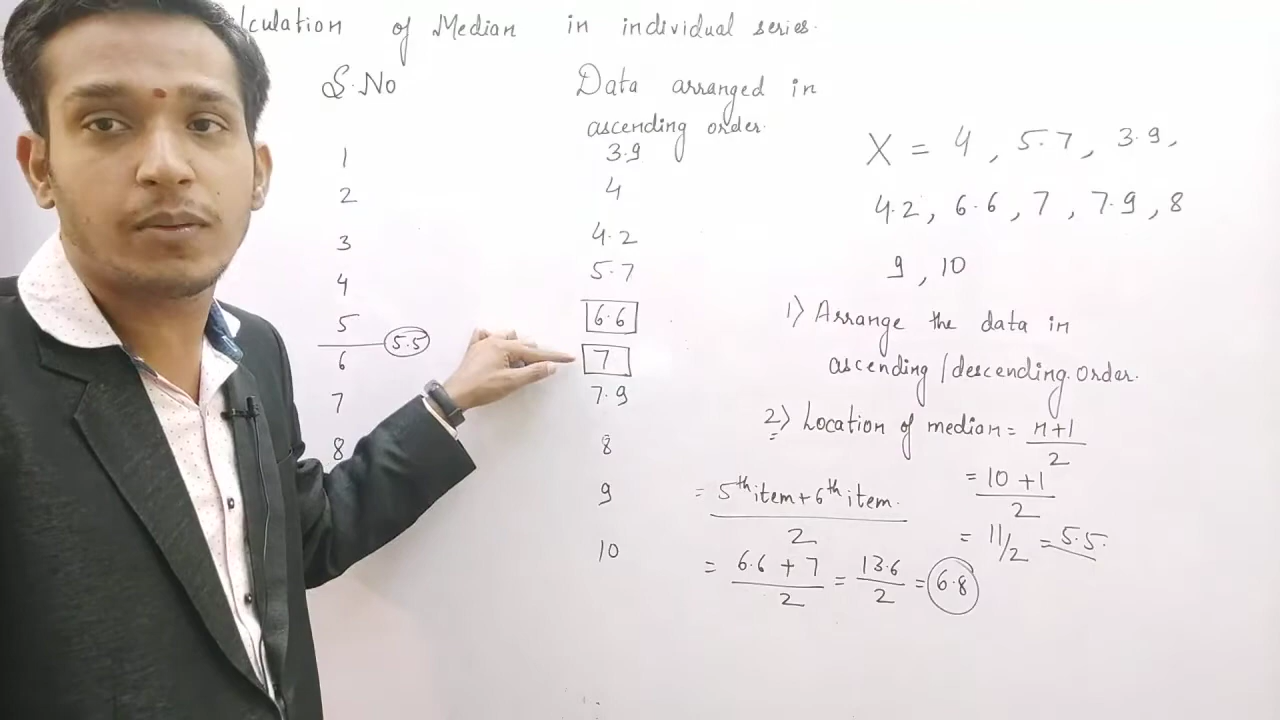 lculation of Median in individual series.
S.No
Data arranged in
ascending order.
1 3.9
2 4
3 4.2
4 5.7
5 6.6
5.5
6 7
7 7.9
8 8
9
10
X = 4, 5.7, 3.9,
4.2, 6.6, 7, 7.9, 8
9, 10
1) Arrange the data in
ascending/descending order.
2) Location of median = n+1/2
= 10+1/2
= 11/2 = 5.5.
= 5th item + 6th item./2
= 6.6 + 7/2 = 13.6/2 = 6.8